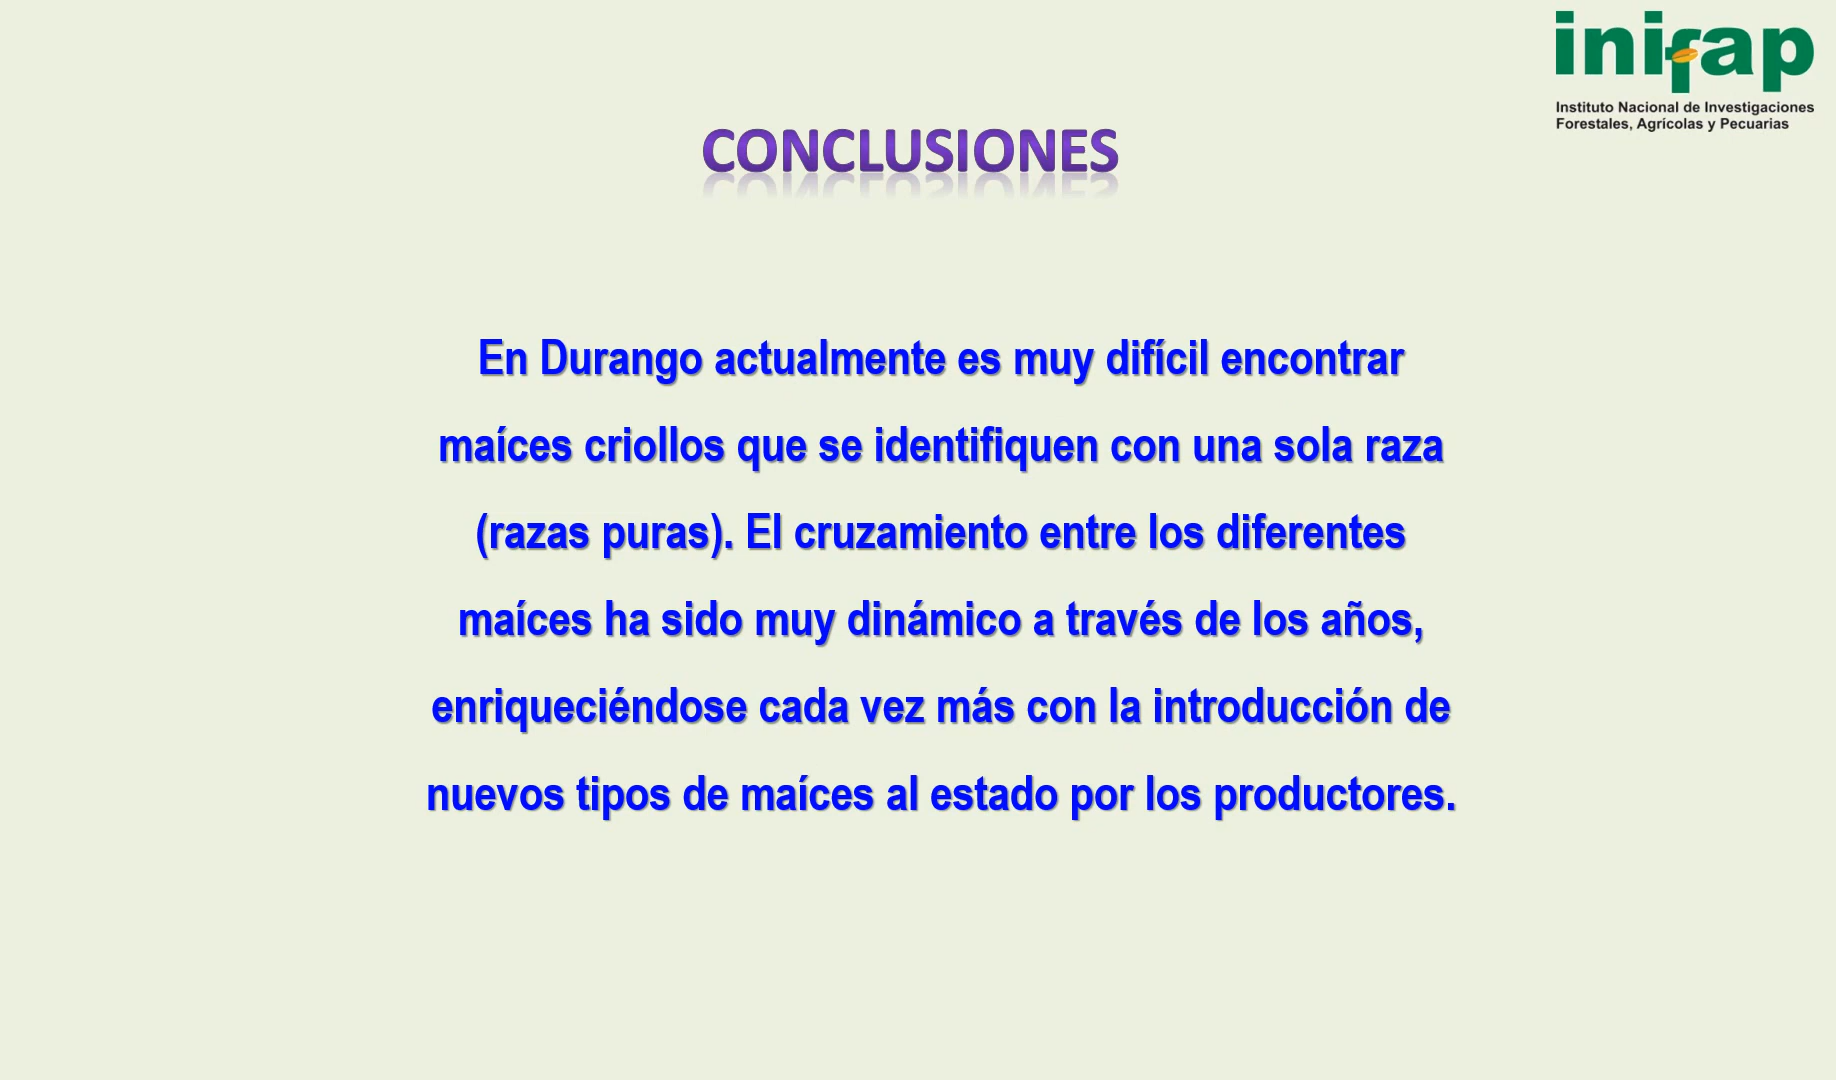 inifap
Instituto Nacional de Investigaciones
Forestales, Agrícolas y Pecuarias
CONCLUSIONES
En Durango actualmente es muy difícil encontrar
maíces criollos que se identifiquen con una sola raza
(razas puras). El cruzamiento entre los diferentes
maíces ha sido muy dinámico a través de los años,
enriqueciéndose cada vez más con la introducción de
nuevos tipos de maíces al estado por los productores.